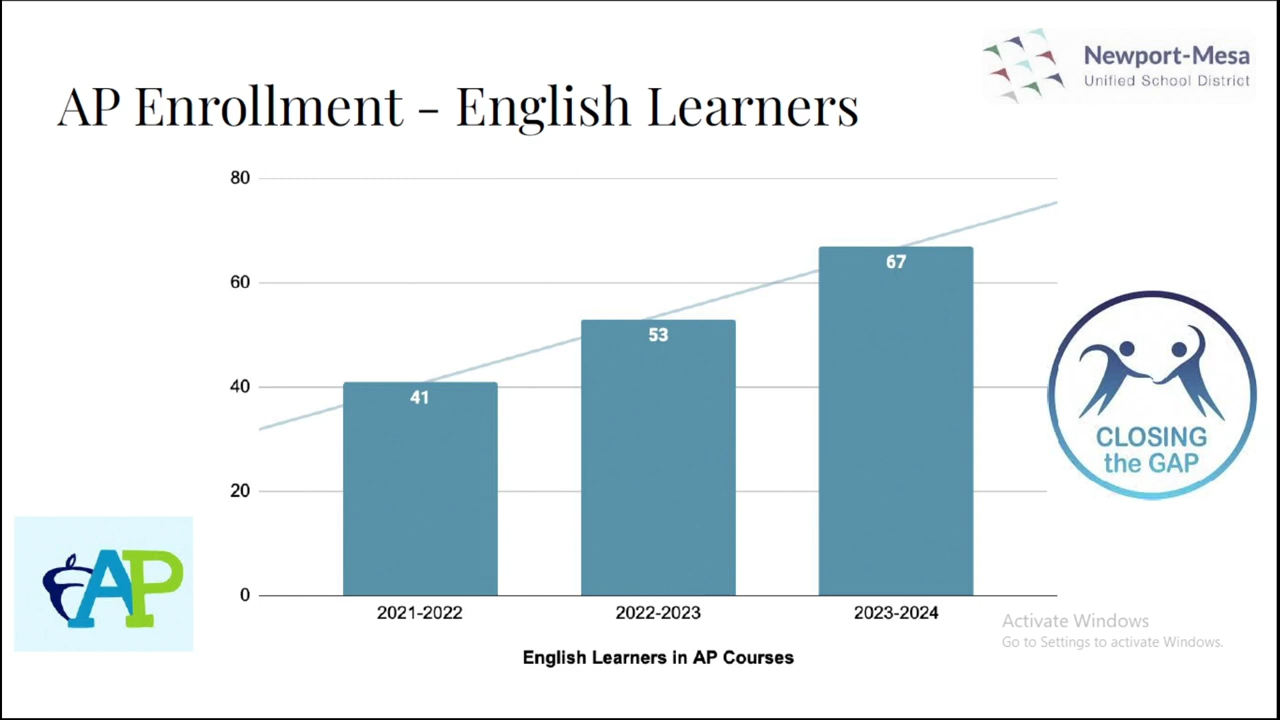 Newport-Mesa
Unified School District
AP Enrollment - English Learners
80
60
40
20
0
41
53
67
2021-2022
2022-2023
2023-2024
English Learners in AP Courses
CLOSING
the GAP
AP
Activate Windows
Go to Settings to activate Windows.